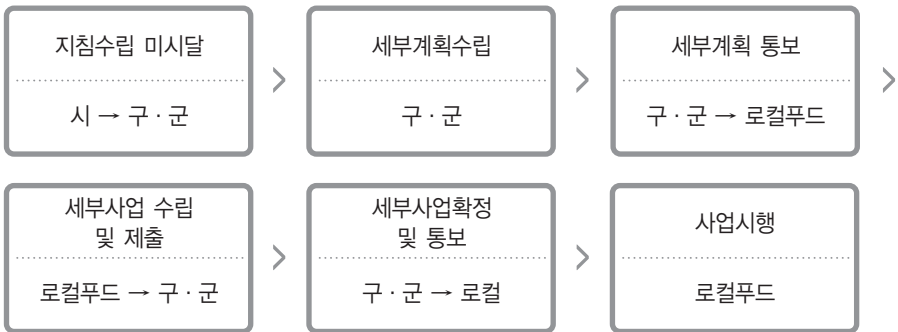 지침수립 미시달
시 → 구 · 군
세부계획수립
구 · 군
세부계획 통보
구 · 군 → 로컬푸드
세부사업 수립
및 제출
로컬푸드 → 구 · 군
세부사업확정
및 통보
구 · 군 → 로컬
사업시행
로컬푸드